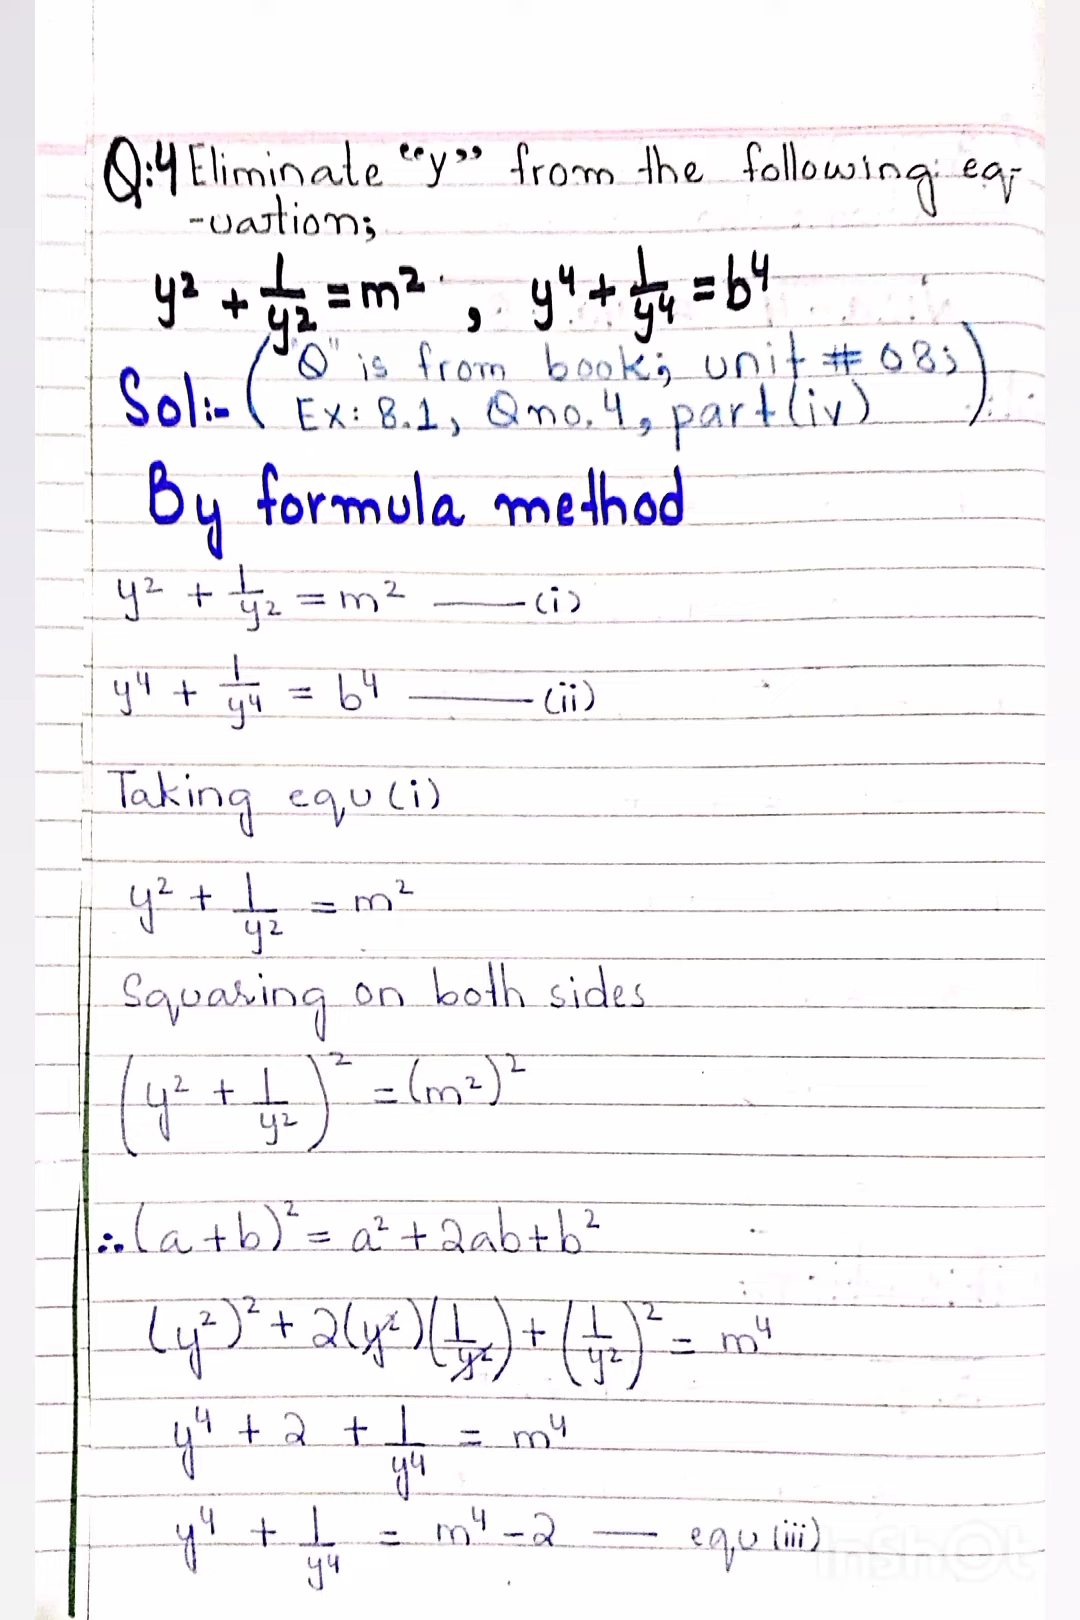 Q:4 Eliminate "y" from the following eq-
-uation;
y² + 1/y² = m² , y⁴ + 1/y⁴ = b⁴
Sol:- ("Q" is from book; unit # 08;
Ex: 8.1, Q no. 4, part (iv))
By formula method
y² + 1/y² = m² —— (i)
y⁴ + 1/y⁴ = b⁴ —— (ii)
Taking equ (i)
y² + 1/y² = m²
Squaring on both sides
(y² + 1/y²)² = (m²)²
∴ (a + b)² = a² + 2ab + b²
(y²)² + 2(y²)(1/y²) + (1/y²)² = m⁴
y⁴ + 2 + 1/y⁴ = m⁴
y⁴ + 1/y⁴ = m⁴ - 2 —— equ (iii)
InShOt